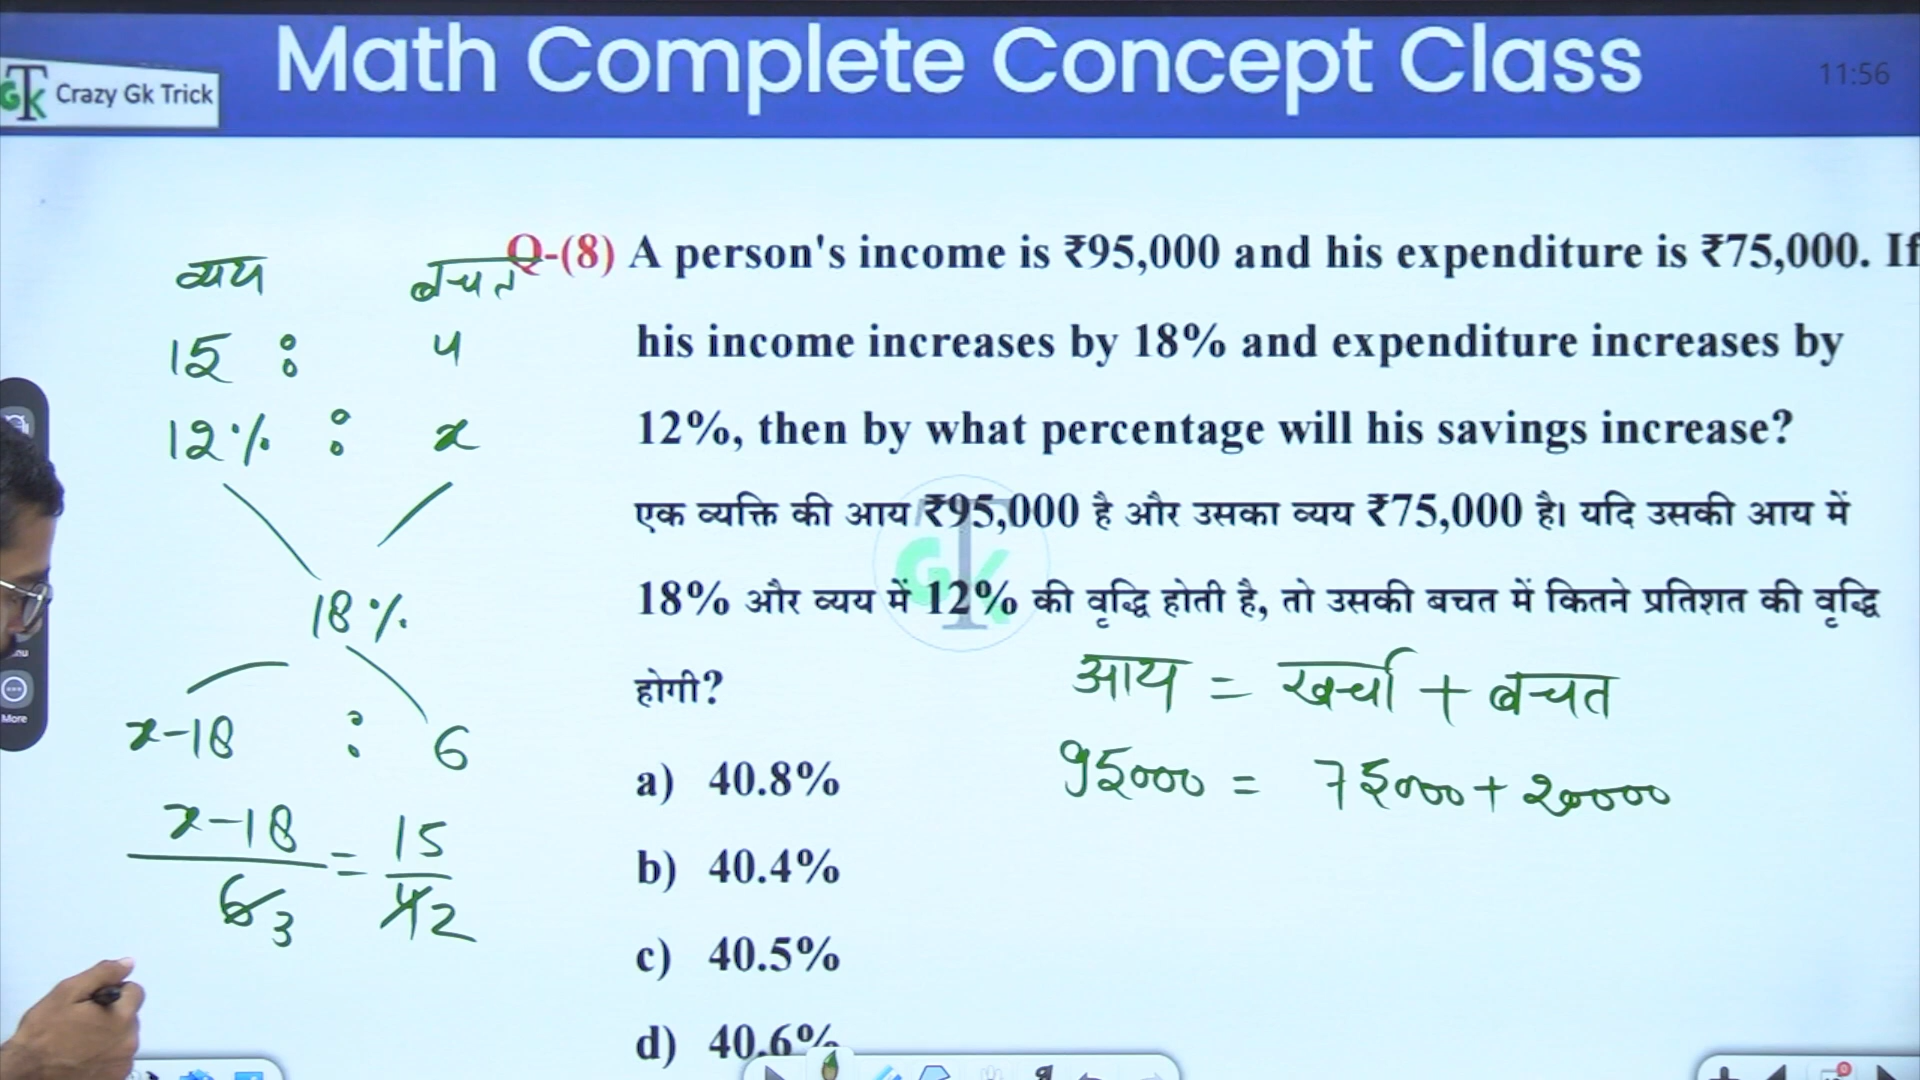 Math Complete Concept Class
11:56
GK Crazy Gk Trick
Q-(8) A person's income is ₹95,000 and his expenditure is ₹75,000. If
his income increases by 18% and expenditure increases by
12%, then by what percentage will his savings increase?
एक व्यक्ति की आय ₹95,000 है और उसका व्यय ₹75,000 है। यदि उसकी आय में
18% और व्यय में 12% की वृद्धि होती है, तो उसकी बचत में कितने प्रतिशत की वृद्धि
होगी?
a) 40.8%
b) 40.4%
c) 40.5%
d) 40.6%
व्यय बचत
15 : 4
12% : x
18%
x-18 : 6
x-18 = 15
6 3 4 2
आय = खर्चा + बचत
95000 = 75000 + 20000
GK
More